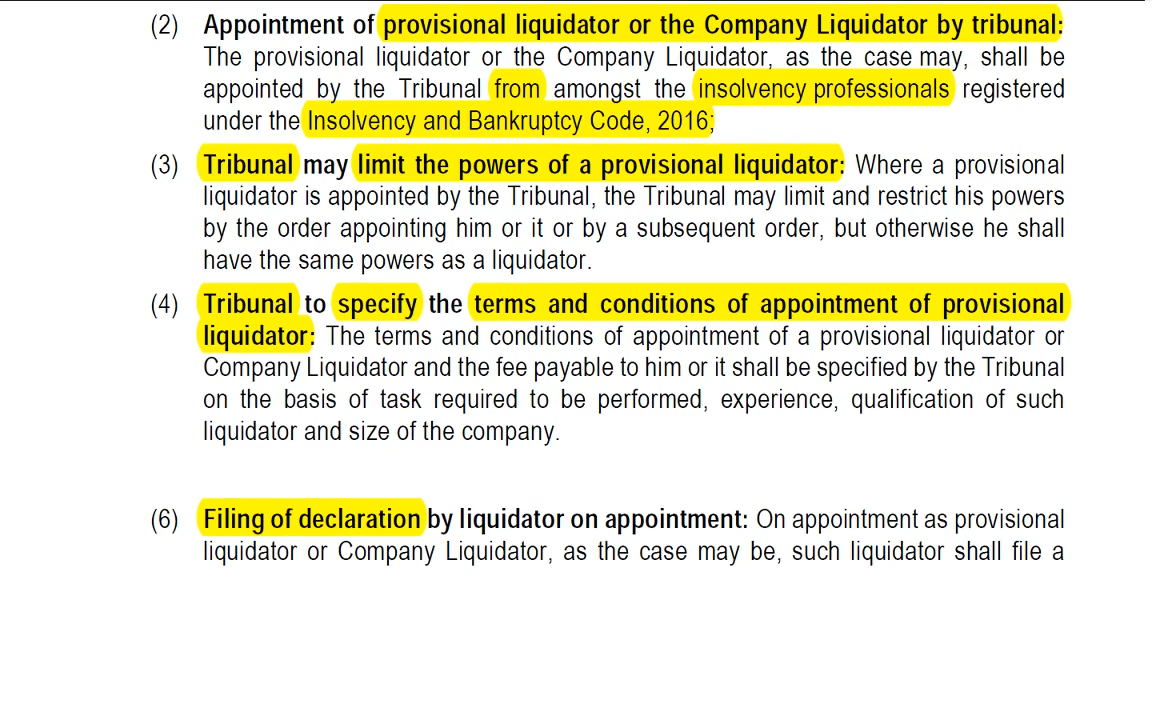 (2) Appointment of provisional liquidator or the Company Liquidator by tribunal:
The provisional liquidator or the Company Liquidator, as the case may, shall be
appointed by the Tribunal from amongst the insolvency professionals registered
under the Insolvency and Bankruptcy Code, 2016;
(3) Tribunal may limit the powers of a provisional liquidator: Where a provisional
liquidator is appointed by the Tribunal, the Tribunal may limit and restrict his powers
by the order appointing him or it or by a subsequent order, but otherwise he shall
have the same powers as a liquidator.
(4) Tribunal to specify the terms and conditions of appointment of provisional
liquidator: The terms and conditions of appointment of a provisional liquidator or
Company Liquidator and the fee payable to him or it shall be specified by the Tribunal
on the basis of task required to be performed, experience, qualification of such
liquidator and size of the company.
(6) Filing of declaration by liquidator on appointment: On appointment as provisional
liquidator or Company Liquidator, as the case may be, such liquidator shall file a